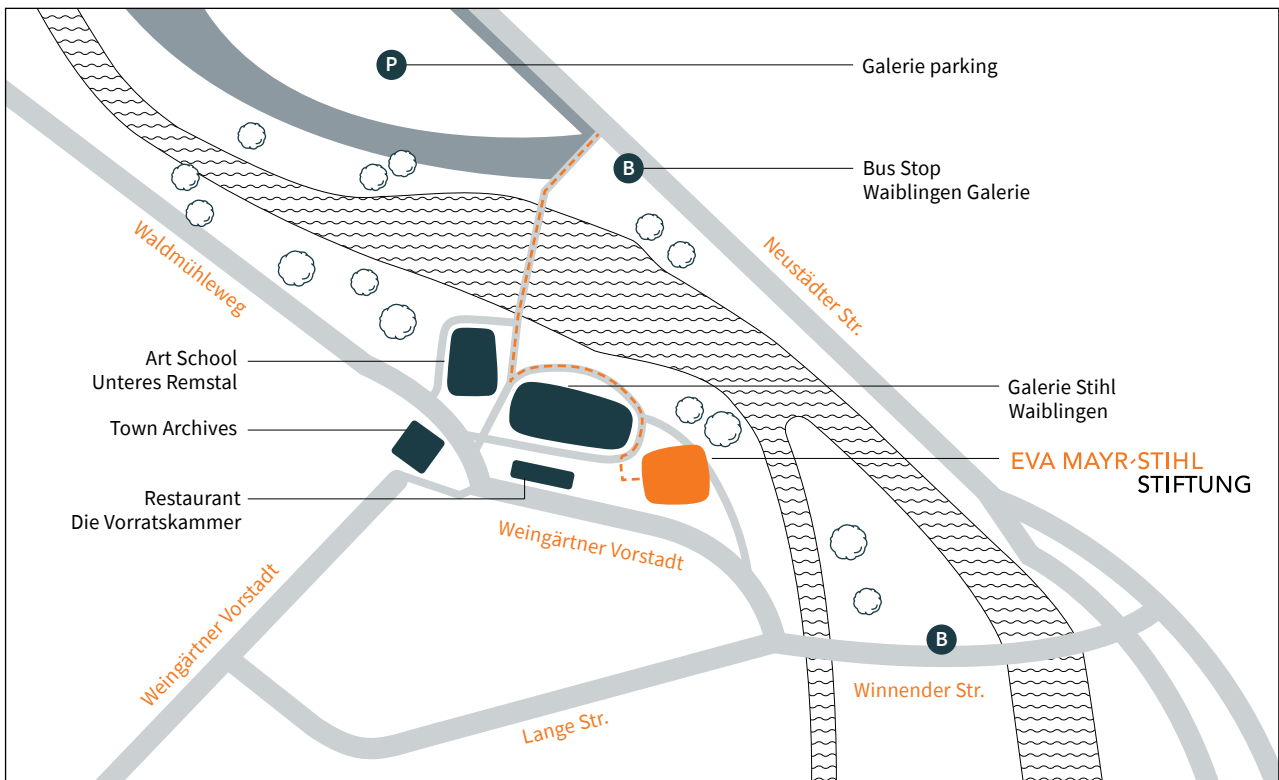 P
Galerie parking
B
Bus Stop
Waiblingen Galerie
Waldmühleweg
Neustädter Str.
Art School
Unteres Remstal
Galerie Stihl
Waiblingen
Town Archives
EVA MAYR-STIHL
STIFTUNG
Restaurant
Die Vorratskammer
Weingärtner Vorstadt
Weingärtner Vorstadt
B
Winnender Str.
Lange Str.